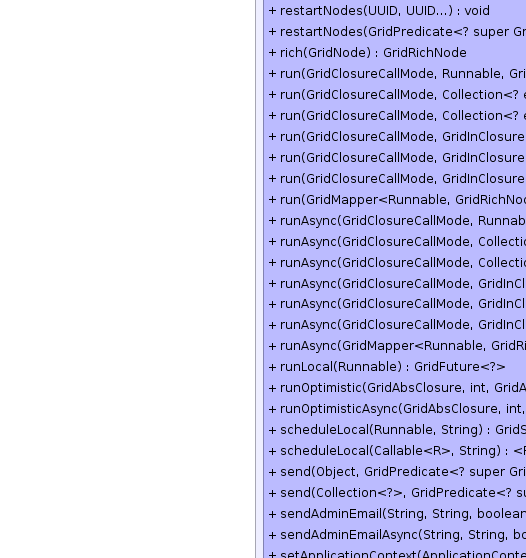 + restartNodes(UUID, UUID...) : void
+ restartNodes(GridPredicate<? super Gr
+ rich(GridNode) : GridRichNode
+ run(GridClosureCallMode, Runnable, Gri
+ run(GridClosureCallMode, Collection<? e
+ run(GridClosureCallMode, Collection<? e
+ run(GridClosureCallMode, GridInClosure
+ run(GridClosureCallMode, GridInClosure
+ run(GridClosureCallMode, GridInClosure
+ run(GridMapper<Runnable, GridRichNo
+ runAsync(GridClosureCallMode, Runnab
+ runAsync(GridClosureCallMode, Collecti
+ runAsync(GridClosureCallMode, Collecti
+ runAsync(GridClosureCallMode, GridInCl
+ runAsync(GridClosureCallMode, GridInCl
+ runAsync(GridClosureCallMode, GridInCl
+ runAsync(GridMapper<Runnable, GridRi
+ runLocal(Runnable) : GridFuture<?>
+ runOptimistic(GridAbsClosure, int, GridA
+ runOptimisticAsync(GridAbsClosure, int,
+ scheduleLocal(Runnable, String) : GridS
+ scheduleLocal(Callable<R>, String) : <R
+ send(Object, GridPredicate<? super Gri
+ send(Collection<?>, GridPredicate<? su
+ sendAdminEmail(String, String, boolean
+ sendAdminEmailAsync(String, String, bo
+ setApplicationContext(ApplicationConte